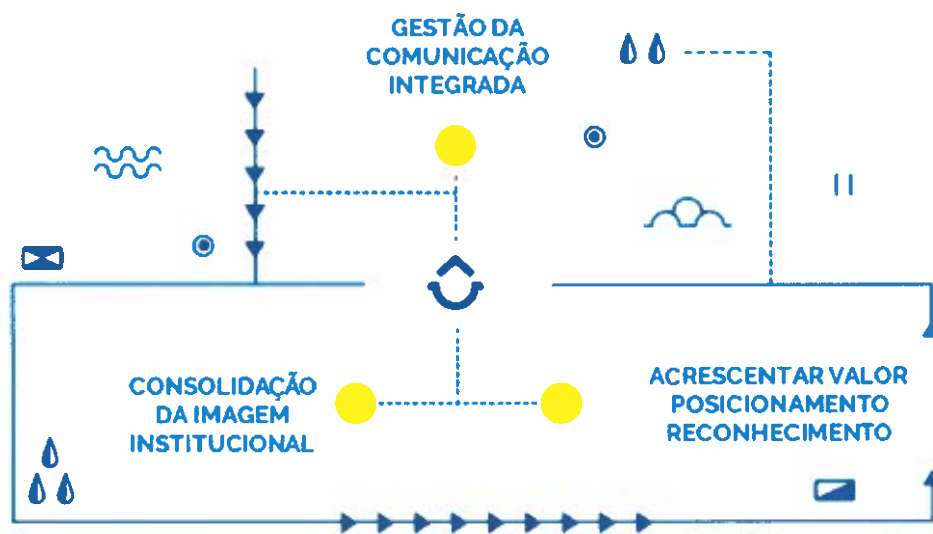 GESTÃO DA
COMUNICAÇÃO
INTEGRADA
CONSOLIDAÇÃO
DA IMAGEM
INSTITUCIONAL
ACRESCENTAR VALOR
POSICIONAMENTO
RECONHECIMENTO